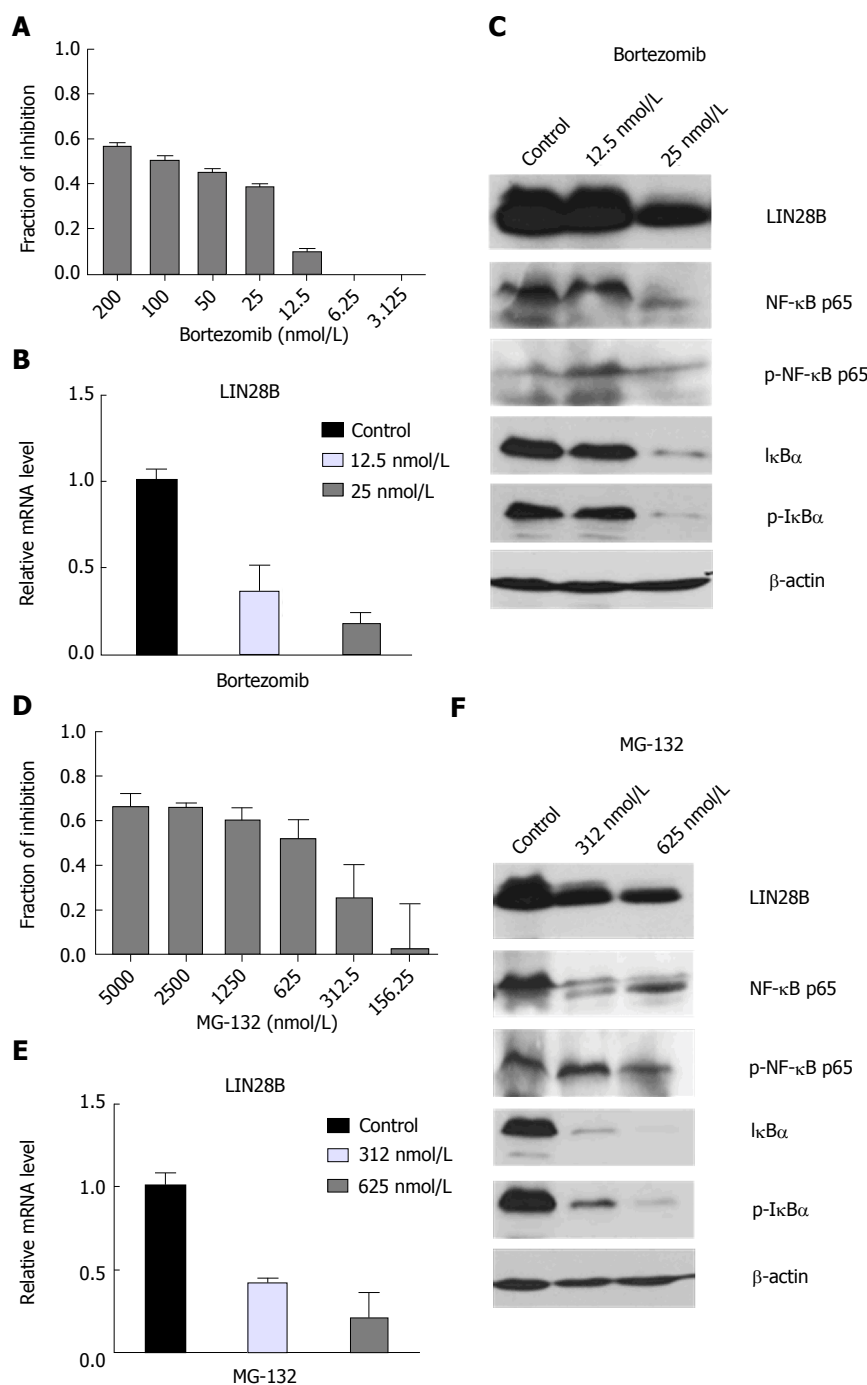 A
Fraction of inhibition
1.0
0.8
0.6
0.4
0.2
0.0
200
100
50
25
12.5
6.25
3.125
Bortezomib (nmol/L)
B
LIN28B
Relative mRNA level
1.5
1.0
0.5
0.0
Control
12.5 nmol/L
25 nmol/L
Bortezomib
C
Bortezomib
Control
12.5 nmol/L
25 nmol/L
LIN28B
NF-κB p65
p-NF-κB p65
IκBα
p-IκBα
β-actin
D
Fraction of inhibition
1.0
0.8
0.6
0.4
0.2
0.0
5000
2500
1250
625
312.5
156.25
MG-132 (nmol/L)
E
LIN28B
Relative mRNA level
1.5
1.0
0.5
0.0
Control
312 nmol/L
625 nmol/L
MG-132
F
MG-132
Control
312 nmol/L
625 nmol/L
LIN28B
NF-κB p65
p-NF-κB p65
IκBα
p-IκBα
β-actin